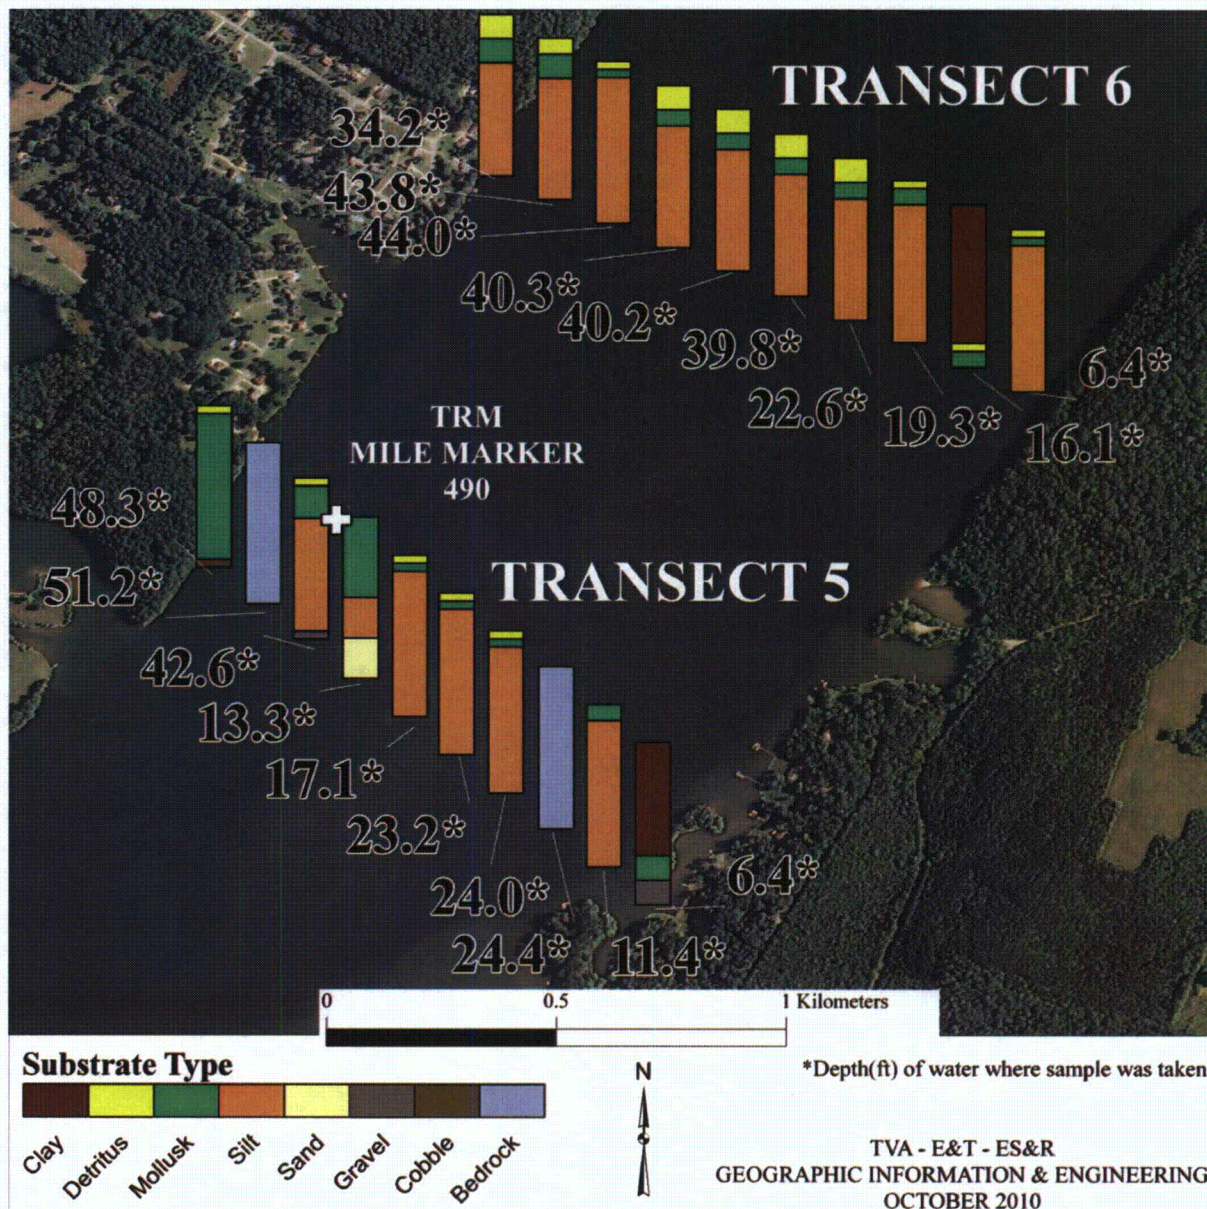 TRANSECT 6
34.2*
43.8*
44.0*
40.3*
40.2*
39.8*
22.6*
19.3*
16.1*
6.4*
TRM
MILE MARKER
490
TRANSECT 5
48.3*
51.2*
42.6*
13.3*
17.1*
23.2*
24.0*
24.4*
11.4*
6.4*
0 0.5 1 Kilometers
Substrate Type
Clay
Detritus
Mollusk
Silt
Sand
Gravel
Cobble
Bedrock
N
*Depth(ft) of water where sample was taken
TVA - E&T - ES&R
GEOGRAPHIC INFORMATION & ENGINEERING
OCTOBER 2010